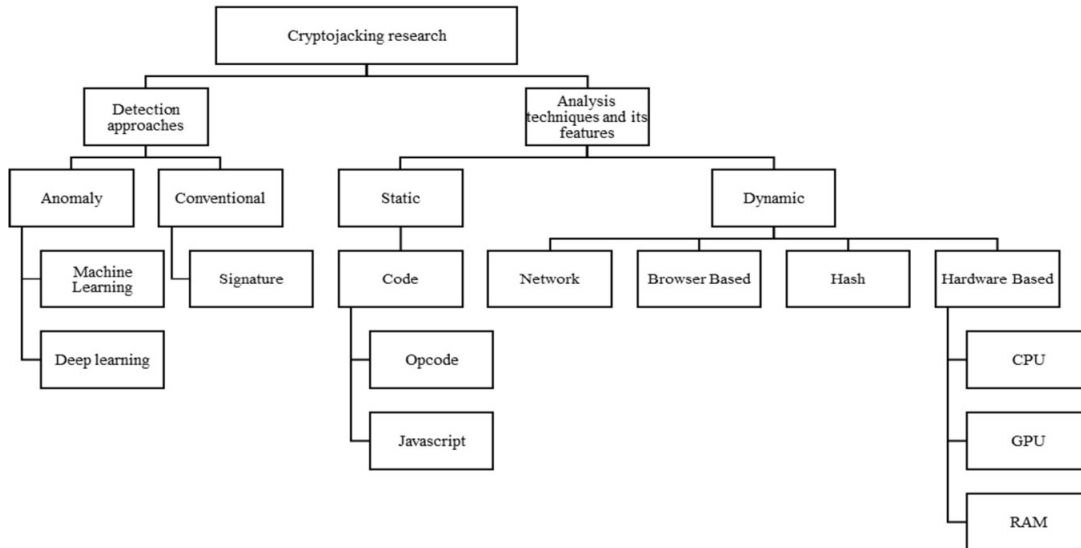 Cryptojacking research
Detection
approaches
Analysis
techniques and its
features
Anomaly
Conventional
Static
Dynamic
Machine
Learning
Signature
Code
Network
Browser Based
Hash
Hardware Based
Deep learning
Opcode
CPU
Javascript
GPU
RAM